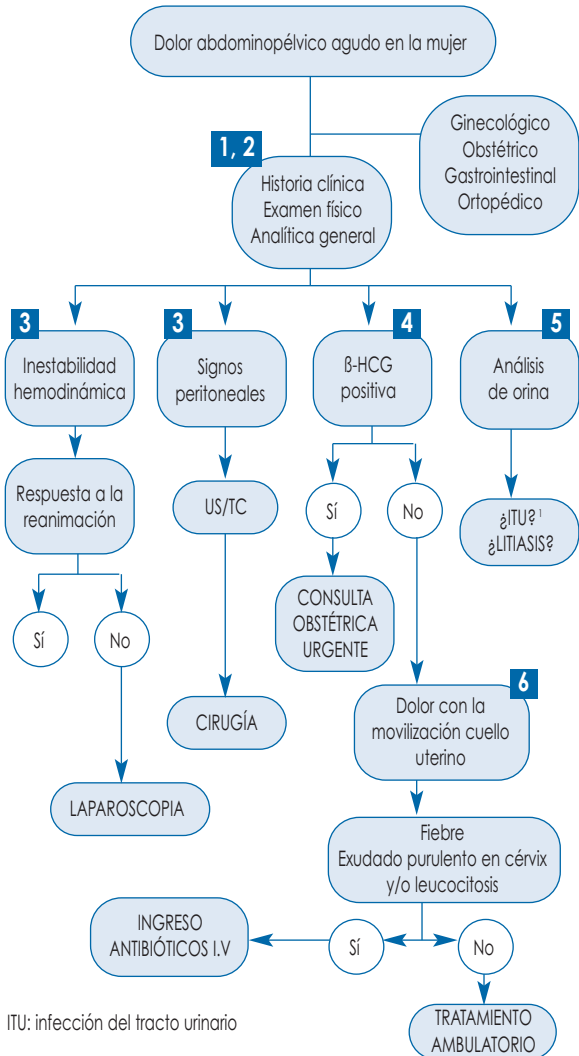 Dolor abdominopélvico agudo en la mujer
Ginecológico
Obstétrico
Gastrointestinal
Ortopédico
1, 2
Historia clínica
Examen físico
Analítica general
3
Inestabilidad
hemodinámica
3
Signos
peritoneales
4
ß-HCG
positiva
5
Análisis
de orina
Respuesta a la
reanimación
US/TC
Sí
No
¿ITU? ¹
¿LITIASIS?
Sí
No
CONSULTA
OBSTÉTRICA
URGENTE
CIRUGÍA
6
Dolor con la
movilización cuello
uterino
LAPAROSCOPIA
Fiebre
Exudado purulento en cérvix
y/o leucocitosis
INGRESO
ANTIBIÓTICOS I.V
Sí
No
ITU: infección del tracto urinario
TRATAMIENTO
AMBULATORIO